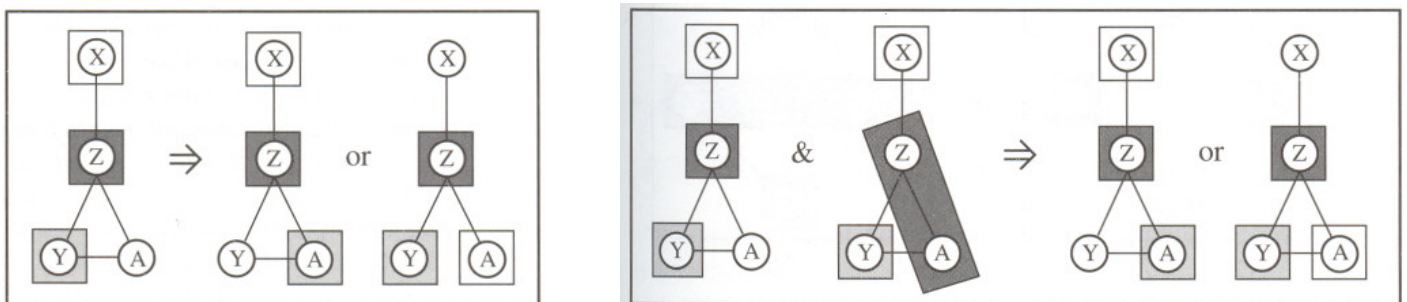 X X X X X X X
Z ⇒ Z or Z Z & Z ⇒ Z or Z
Y A Y A Y A Y A Y A Y A Y A